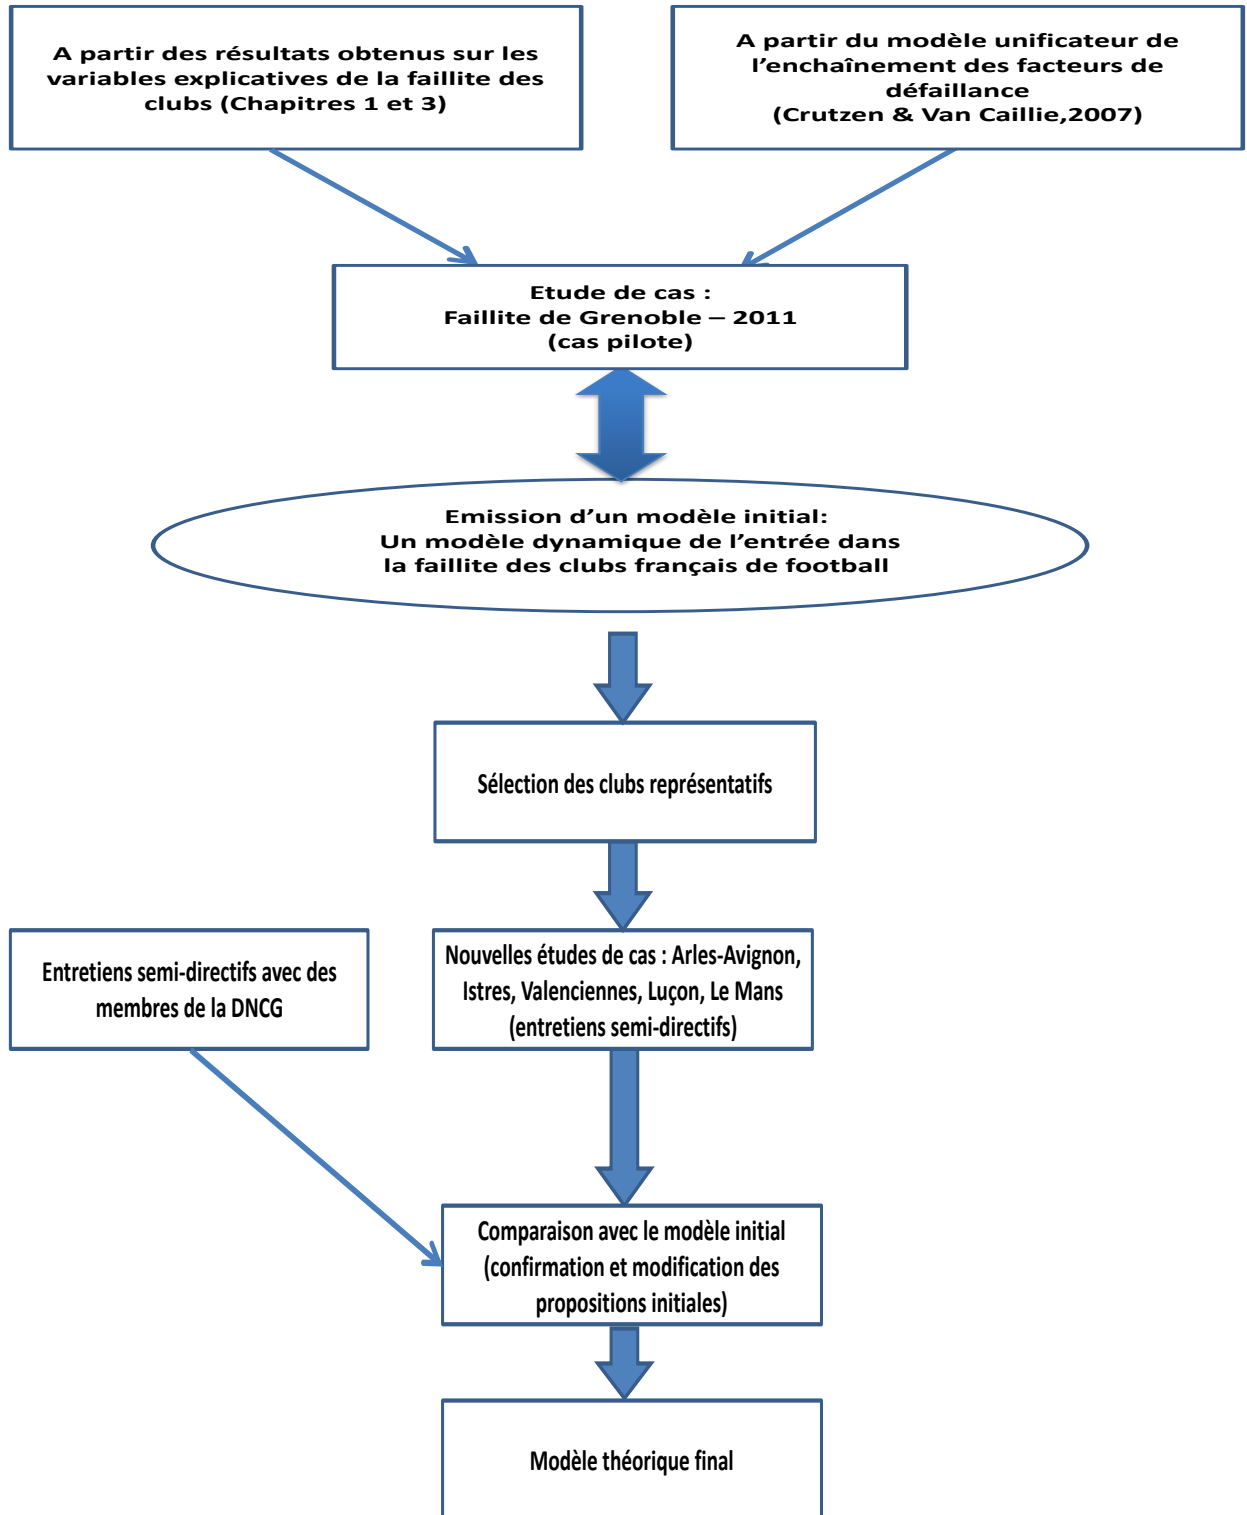 A partir des résultats obtenus sur les
variables explicatives de la faillite des
clubs (Chapitres 1 et 3)
A partir du modèle unificateur de
l’enchaînement des facteurs de
défaillance
(Crutzen & Van Caillie,2007)
Etude de cas :
Faillite de Grenoble – 2011
(cas pilote)
Emission d’un modèle initial:
Un modèle dynamique de l’entrée dans
la faillite des clubs français de football
Sélection des clubs représentatifs
Entretiens semi-directifs avec des
membres de la DNCG
Nouvelles études de cas : Arles-Avignon,
Istres, Valenciennes, Luçon, Le Mans
(entretiens semi-directifs)
Comparaison avec le modèle initial
(confirmation et modification des
propositions initiales)
Modèle théorique final